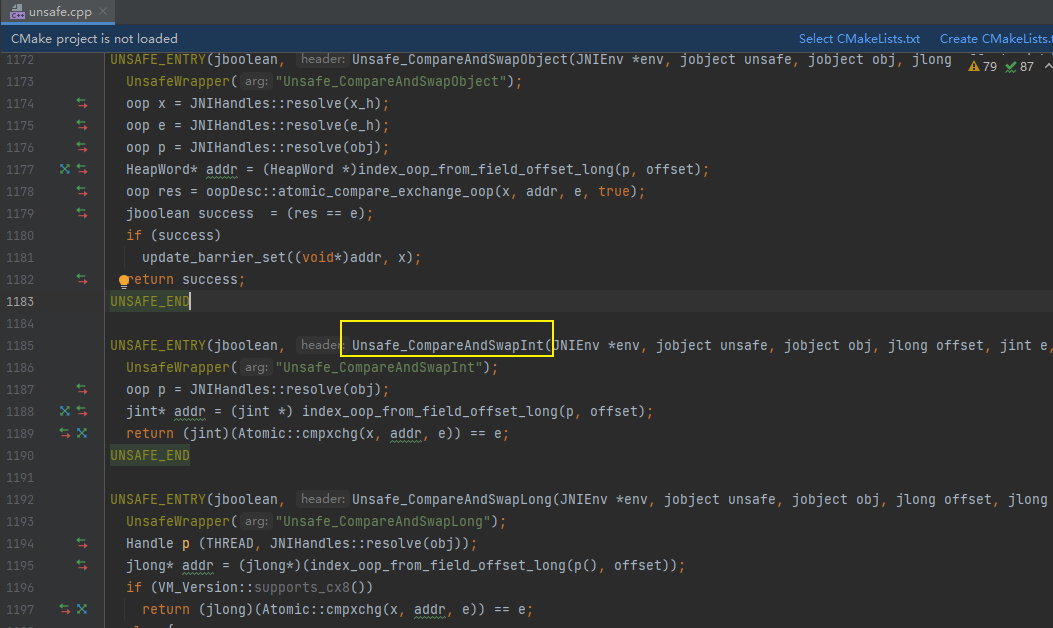 unsafe.cpp
CMake project is not loaded Select CMakeLists.txt Create CMakeLists.t
1172 UNSAFE_ENTRY(jboolean, header: Unsafe_CompareAndSwapObject(JNIEnv *env, jobject unsafe, jobject obj, jlong 79 87
1173 UnsafeWrapper( arg: "Unsafe_CompareAndSwapObject");
1174 oop x = JNIHandles::resolve(x_h);
1175 oop e = JNIHandles::resolve(e_h);
1176 oop p = JNIHandles::resolve(obj);
1177 HeapWord* addr = (HeapWord *)index_oop_from_field_offset_long(p, offset);
1178 oop res = oopDesc::atomic_compare_exchange_oop(x, addr, e, true);
1179 jboolean success  = (res == e);
1180 if (success)
1181 update_barrier_set((void*)addr, x);
1182 return success;
1183 UNSAFE_END
1184
1185 UNSAFE_ENTRY(jboolean, header: Unsafe_CompareAndSwapInt(JNIEnv *env, jobject unsafe, jobject obj, jlong offset, jint e,
1186 UnsafeWrapper( arg: "Unsafe_CompareAndSwapInt");
1187 oop p = JNIHandles::resolve(obj);
1188 jint* addr = (jint *) index_oop_from_field_offset_long(p, offset);
1189 return (jint)(Atomic::cmpxchg(x, addr, e)) == e;
1190 UNSAFE_END
1191
1192 UNSAFE_ENTRY(jboolean, header: Unsafe_CompareAndSwapLong(JNIEnv *env, jobject unsafe, jobject obj, jlong offset, jlong
1193 UnsafeWrapper( arg: "Unsafe_CompareAndSwapLong");
1194 Handle p (THREAD, JNIHandles::resolve(obj));
1195 jlong* addr = (jlong*)(index_oop_from_field_offset_long(p(), offset));
1196 if (VM_Version::supports_cx8())
1197 return (jlong)(Atomic::cmpxchg(x, addr, e)) == e;